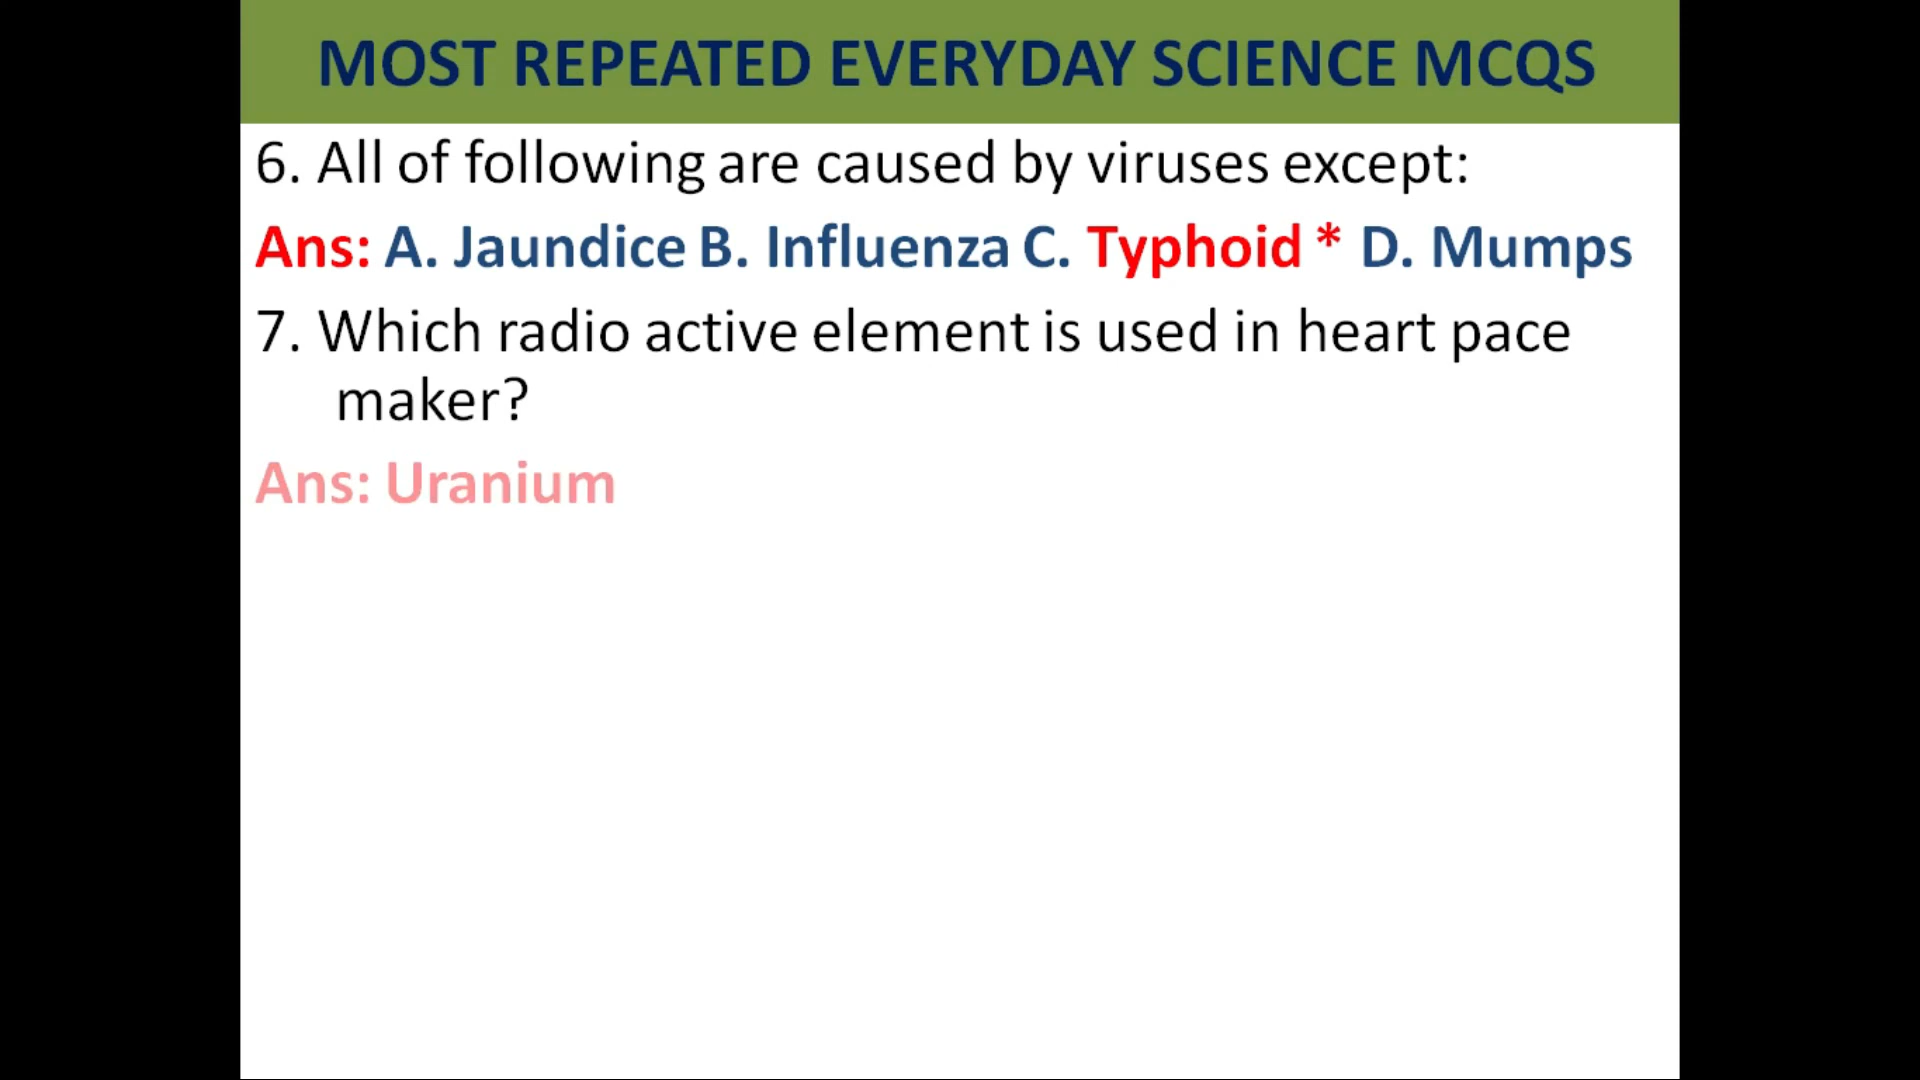 MOST REPEATED EVERYDAY SCIENCE MCQS
6. All of following are caused by viruses except:
Ans: A. Jaundice B. Influenza C. Typhoid * D. Mumps
7. Which radio active element is used in heart pace
maker?
Ans: Uranium